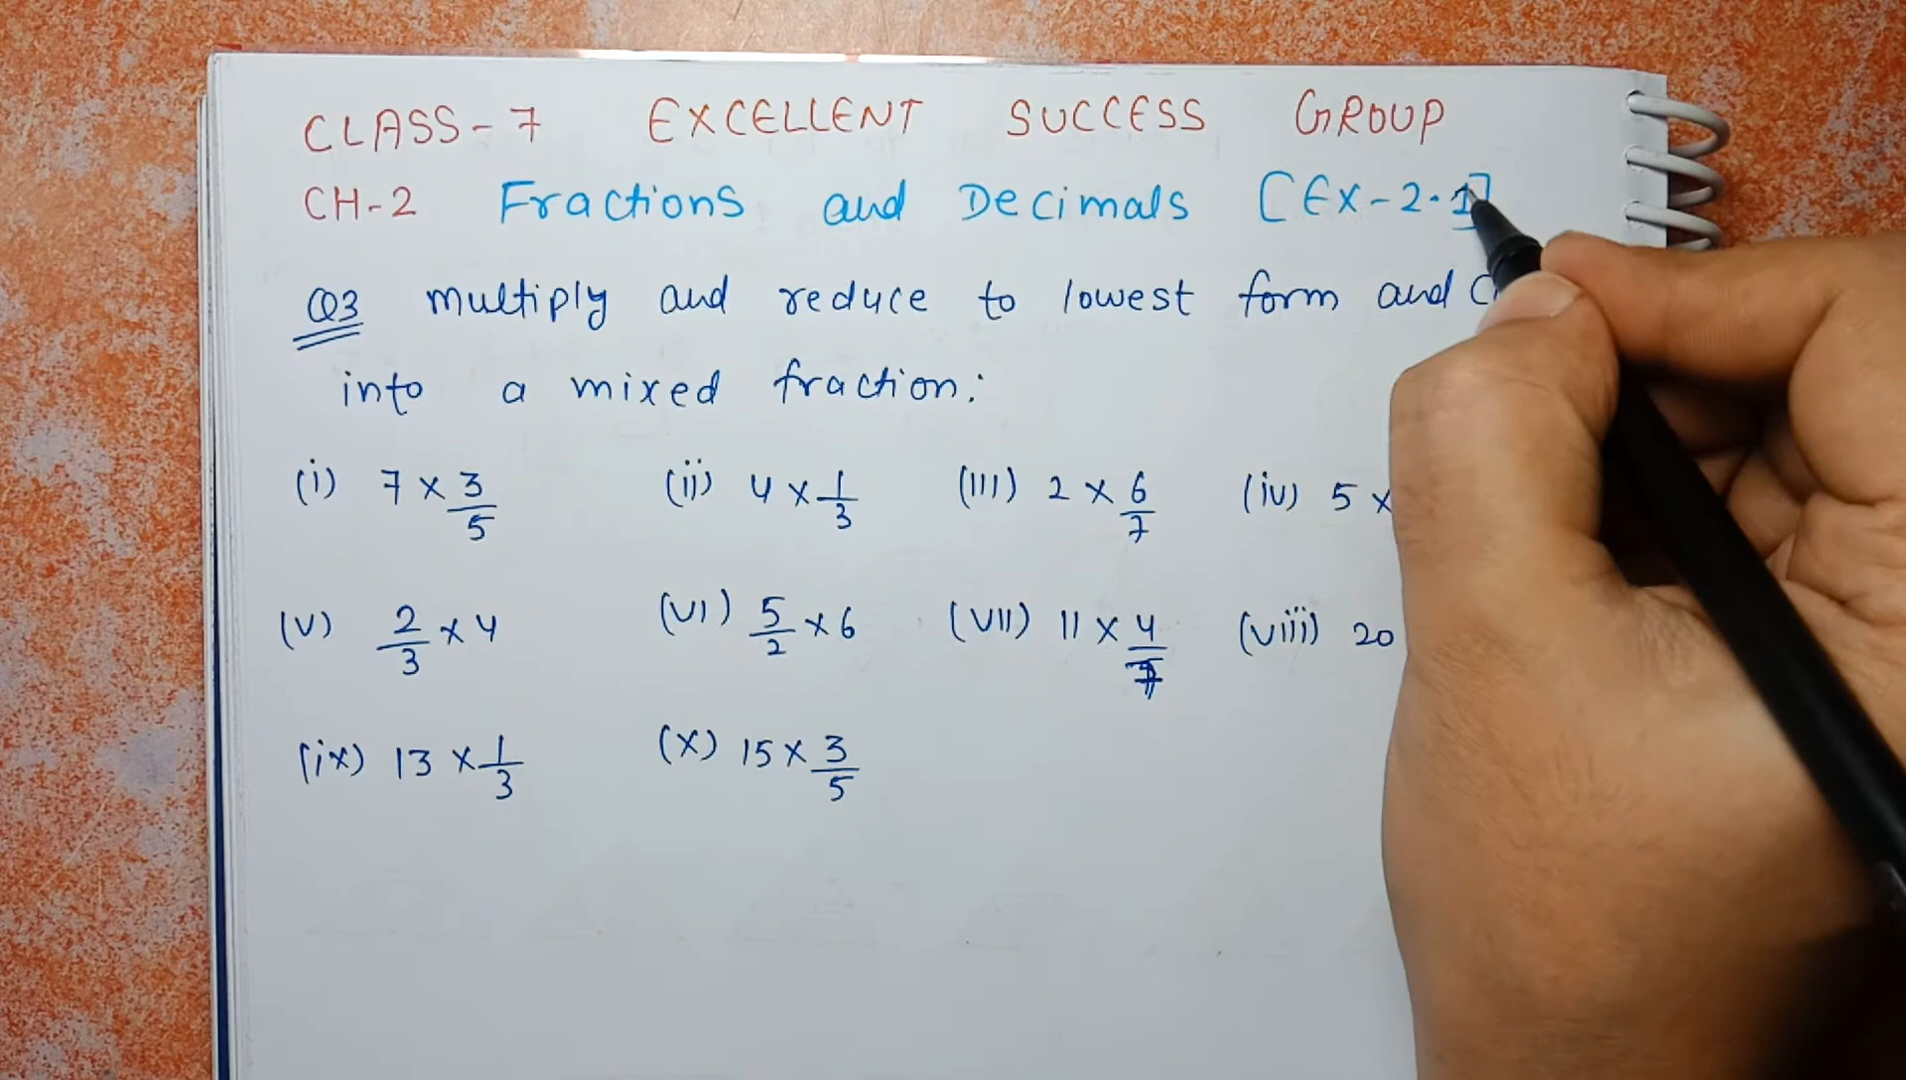 CLASS-7 EXCELLENT SUCCESS GROUP
CH-2 Fractions and Decimals [EX-2.1]
Q3 Multiply and reduce to lowest form and
into a mixed fraction:
(i) 7 × 3/5 (ii) 4 × 1/3 (III) 2 × 6/7 (iv) 5 ×
(v) 2/3 × 4 (VI) 5/2 × 6 (VII) 11 × 4/7 (viii) 20
(ix) 13 × 1/3 (X) 15 × 3/5